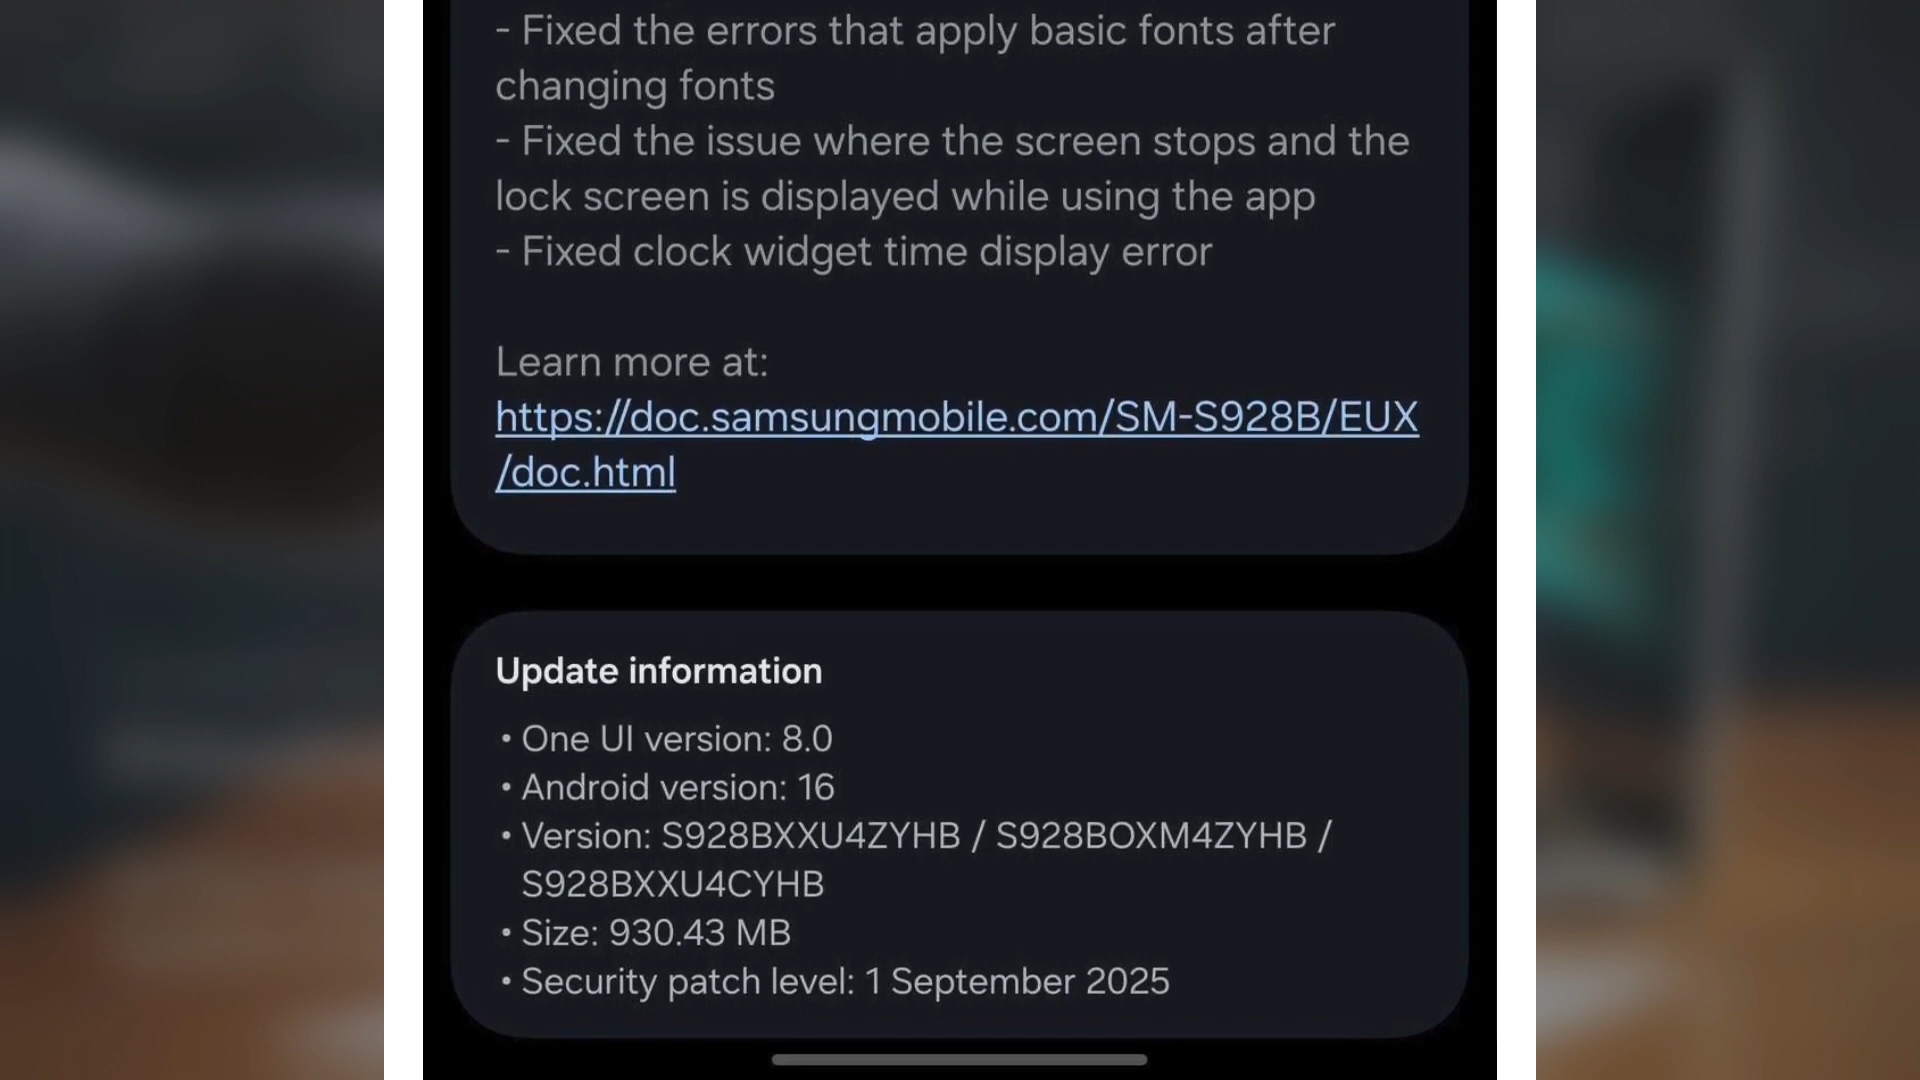 - Fixed the errors that apply basic fonts after
changing fonts
- Fixed the issue where the screen stops and the
lock screen is displayed while using the app
- Fixed clock widget time display error
Learn more at:
https://doc.samsungmobile.com/SM-S928B/EUX
/doc.html
Update information
• One UI version: 8.0
• Android version: 16
• Version: S928BXXU4ZYHB / S928BOXM4ZYHB /
S928BXXU4CYHB
• Size: 930.43 MB
• Security patch level: 1 September 2025